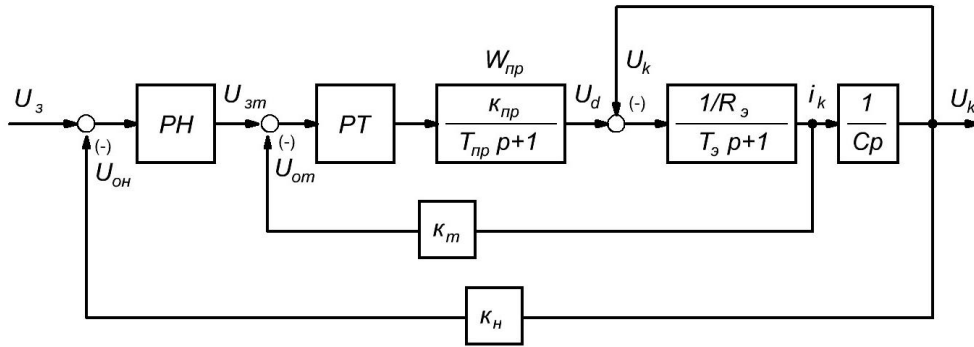 U_з
(-)
U_он
РН
U_зт
(-)
U_от
РТ
W_пр
к_пр
T_пр p+1
U_d
U_k
(-)
1/R_э
T_э p+1
i_k
1
Cp
U_k
к_т
к_н